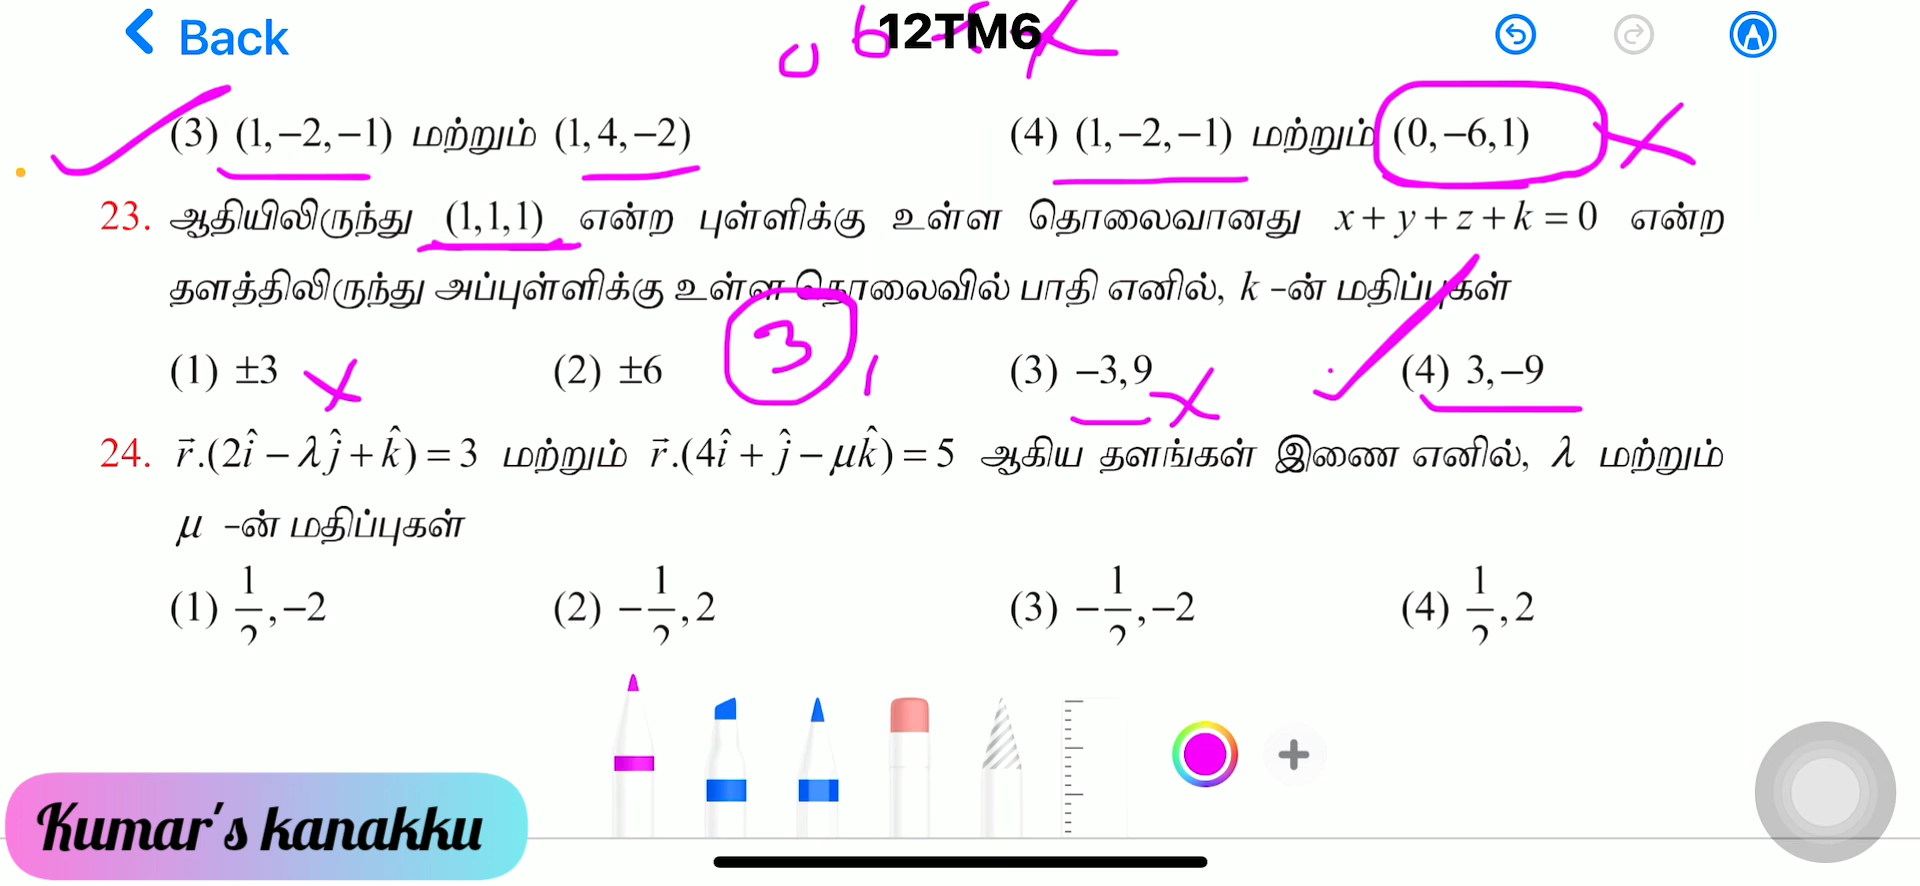 Back
12TM6
(3) (1,−2,−1) மற்றும் (1,4,−2) (4) (1,−2,−1) மற்றும் (0,−6,1)
23. ஆதியிலிருந்து (1,1,1) என்ற புள்ளிக்கு உள்ள தொலைவானது x+y+z+k=0 என்ற
தளத்திலிருந்து அப்புள்ளிக்கு உள்ள தொலைவில் பாதி எனில், k −ன் மதிப்புகள்
(1) ±3 (2) ±6 3 (3) −3,9 (4) 3,−9
24. r⃗.(2î − λĵ + k̂) = 3 மற்றும் r⃗.(4î + ĵ − μk̂) = 5 ஆகிய தளங்கள் இணை எனில், λ மற்றும்
μ −ன் மதிப்புகள்
(1) 1/2,−2 (2) −1/2,2 (3) −1/2,−2 (4) 1/2,2
Kumar's kanakku